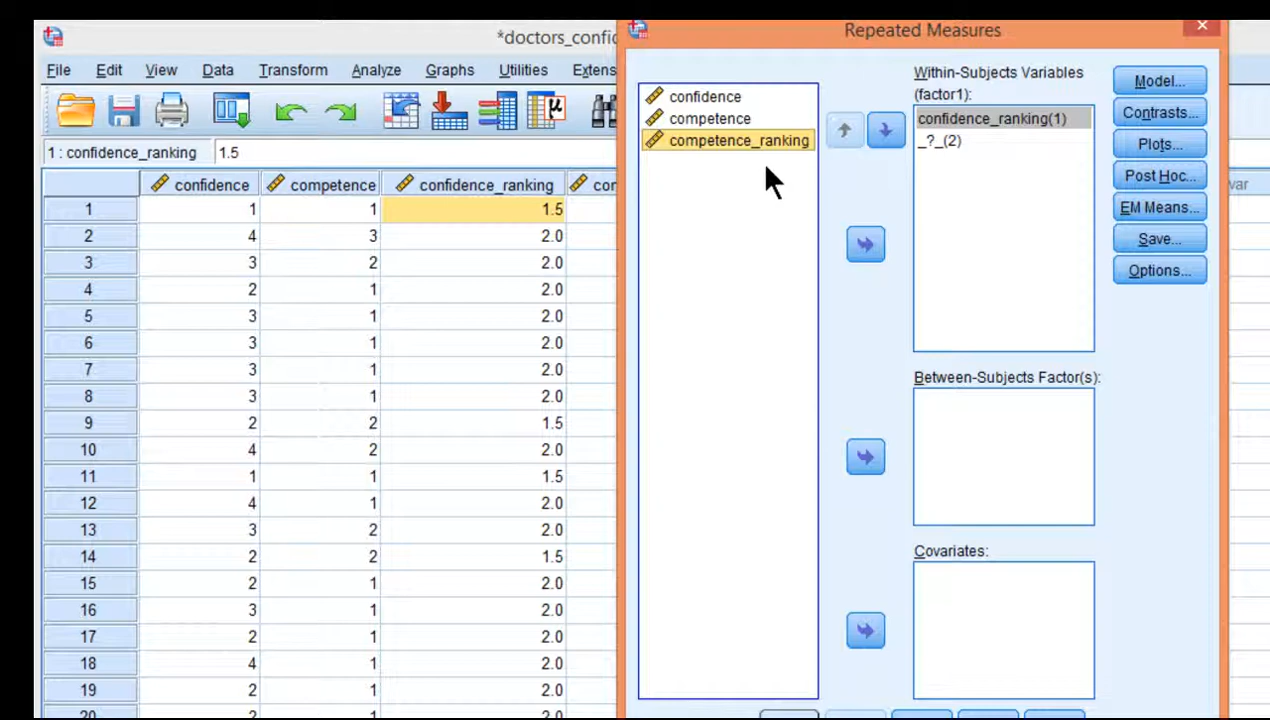 *doctors_confid
File Edit View Data Transform Analyze Graphs Utilities Extens
1 : confidence_ranking 1.5
confidence competence confidence_ranking con
1 1 1 1.5
2 4 3 2.0
3 3 2 2.0
4 2 1 2.0
5 3 1 2.0
6 3 1 2.0
7 3 1 2.0
8 3 1 2.0
9 2 2 1.5
10 4 2 2.0
11 1 1 1.5
12 4 1 2.0
13 3 2 2.0
14 2 2 1.5
15 2 1 2.0
16 3 1 2.0
17 2 1 2.0
18 4 1 2.0
19 2 1 2.0
20 2 1 2.0
Repeated Measures
confidence
competence
competence_ranking
Within-Subjects Variables
(factor1):
confidence_ranking(1)
_?_(2)
Between-Subjects Factor(s):
Covariates:
Model...
Contrasts...
Plots...
Post Hoc...
EM Means...
Save...
Options...
var